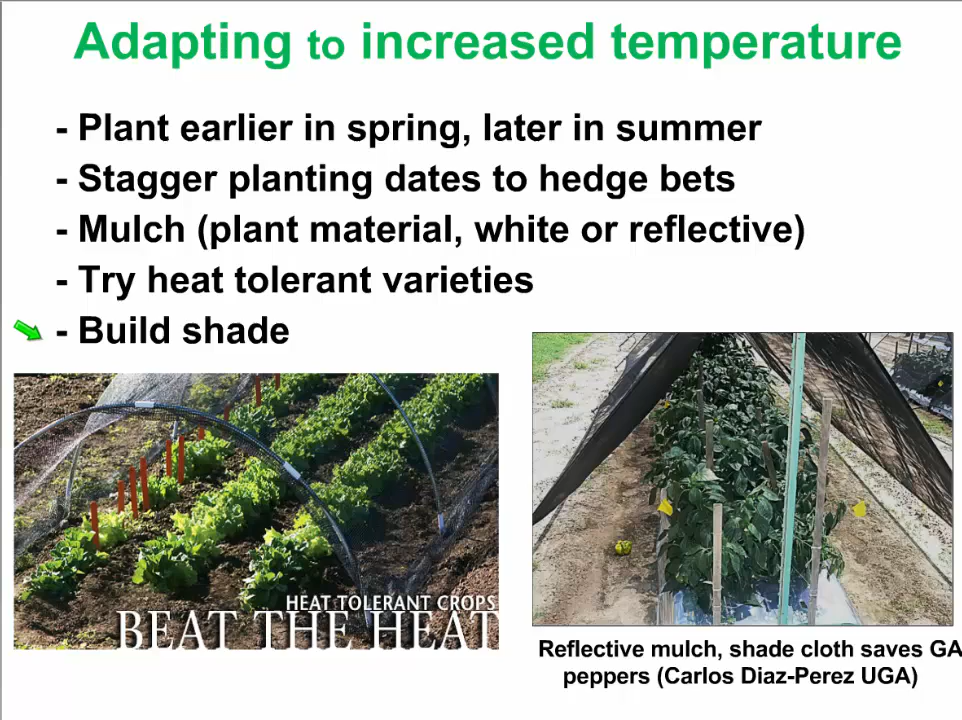 Adapting to increased temperature
- Plant earlier in spring, later in summer
- Stagger planting dates to hedge bets
- Mulch (plant material, white or reflective)
- Try heat tolerant varieties
- Build shade
HEAT TOLERANT CROPS
BEAT THE HEAT
Reflective mulch, shade cloth saves GA
peppers (Carlos Diaz-Perez UGA)